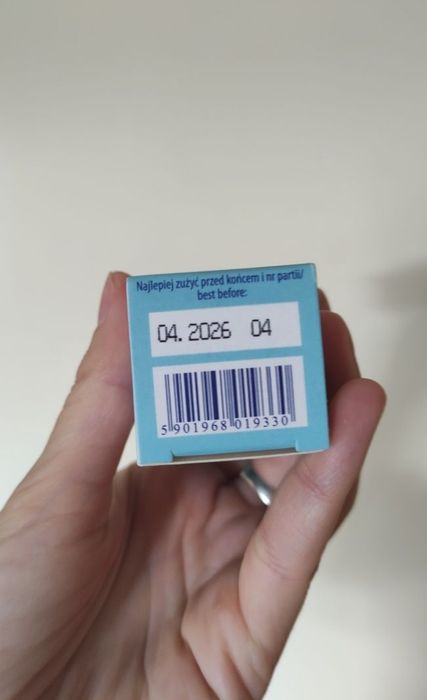 Najlepiej zużyć przed końcem i nr partii/
best before:
04. 2026 04
5 901968 019330